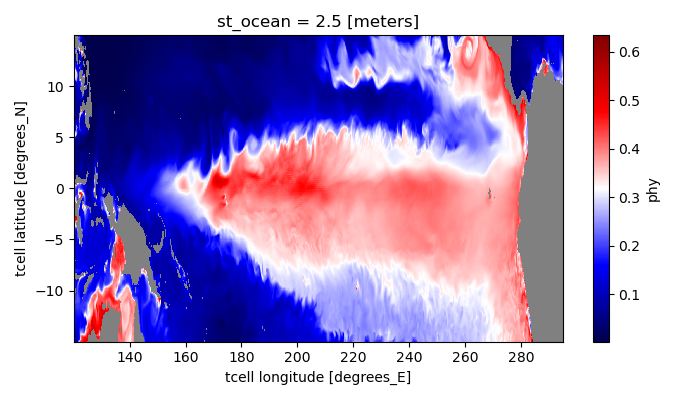 st_ocean = 2.5 [meters]
10
5
0
−5
−10
tcell latitude [degrees_N]
140 160 180 200 220 240 260 280
tcell longitude [degrees_E]
0.6
0.5
0.4
0.3
0.2
0.1
phy